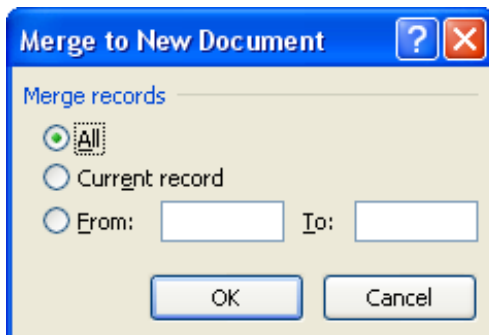 Merge to New Document ?
Merge records
All
Current record
From: To:
OK Cancel